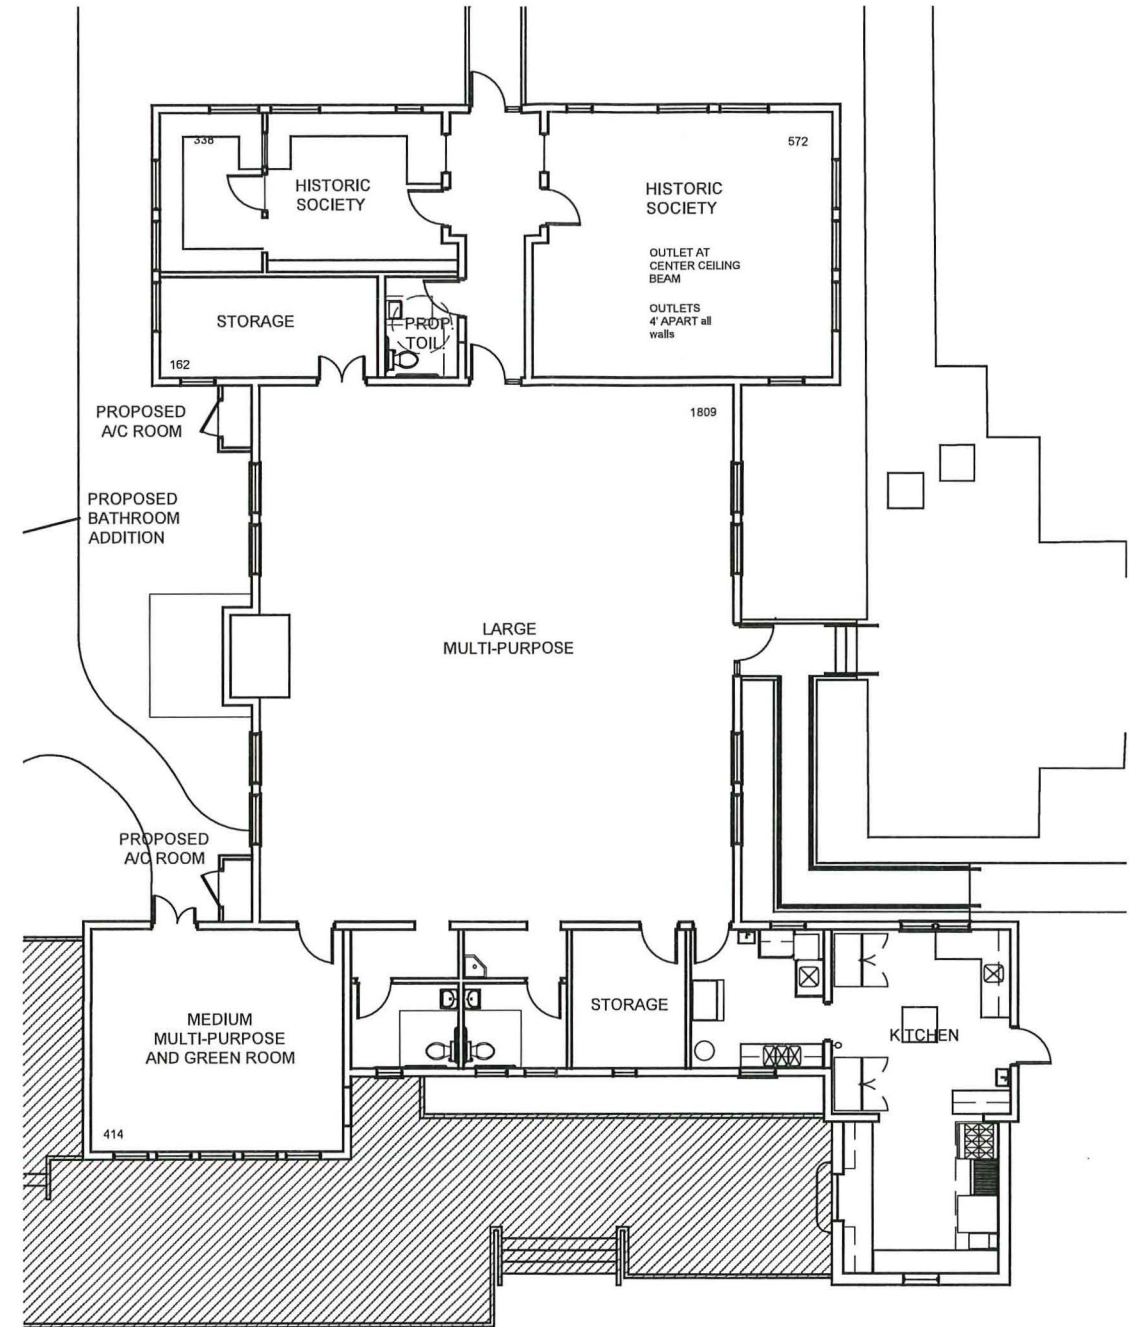 338
572
HISTORIC
SOCIETY
HISTORIC
SOCIETY
OUTLET AT
CENTER CEILING
BEAM
OUTLETS
4' APART all
walls
STORAGE
162
PROP
TOIL.
PROPOSED
A/C ROOM
1809
PROPOSED
BATHROOM
ADDITION
LARGE
MULTI-PURPOSE
PROPOSED
A/C ROOM
MEDIUM
MULTI-PURPOSE
AND GREEN ROOM
414
STORAGE
KITCHEN